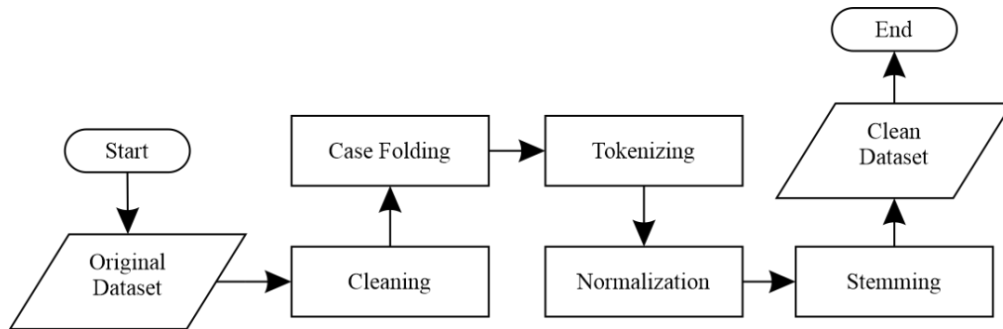 Start
Original
Dataset
Cleaning
Case Folding
Tokenizing
Normalization
Stemming
Clean
Dataset
End